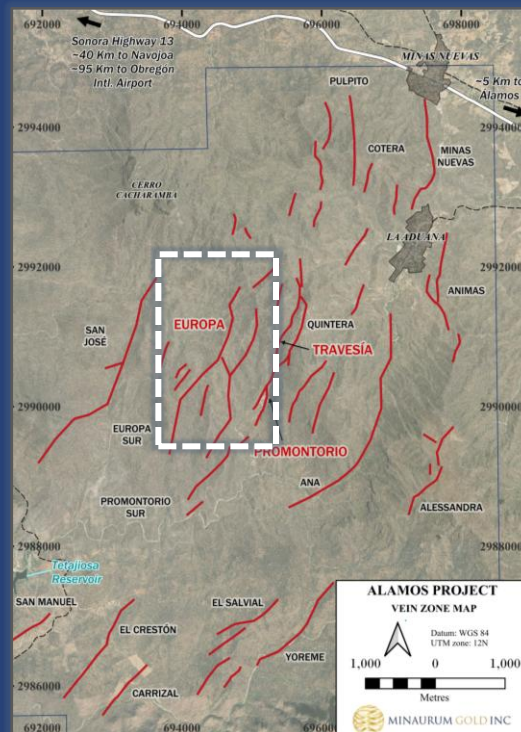 692000
694000
696000
698000
Sonora Highway 13
~40 Km to Navojoa
~95 Km to Obregón
Intl. Airport
MINAS NUEVAS
~5 Km to
Álamos
PULPITO
2994000
2994000
COTERA
MINAS
NUEVAS
CERRO
CACHARAMBA
LA ADUANA
2992000
2992000
ANIMAS
SAN
JOSÉ
EUROPA
QUINTERA
TRAVESÍA
2990000
2990000
EUROPA
SUR
PROMONTORIO
PROMONTORIO
SUR
ANA
ALESSANDRA
2988000
2988000
Tetajiosa
Reservoir
SAN MANUEL
EL CRESTÓN
EL SALVIAL
YOREME
CARRIZAL
2986000
692000
694000
696000
ALAMOS PROJECT
VEIN ZONE MAP
Datum: WGS 84
UTM zone: 12N
1,000
0
1,000
Metres
MINAURUM GOLD INC